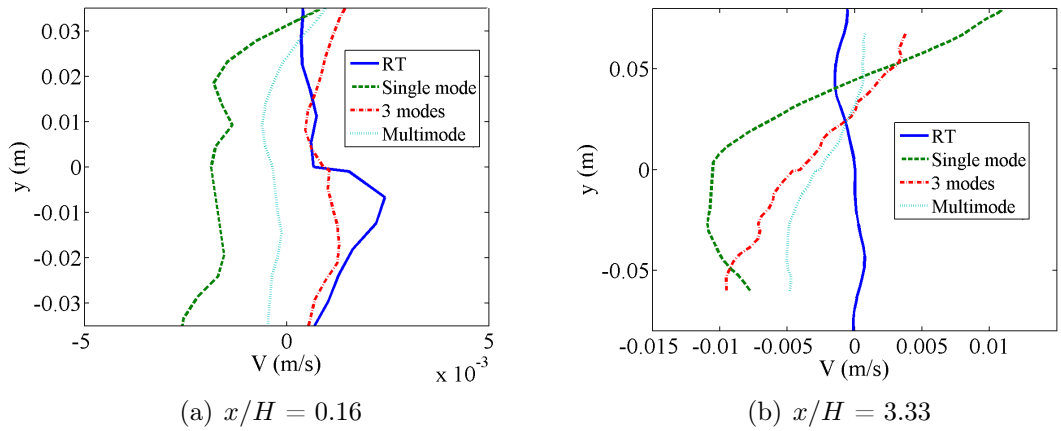 0.03
0.02
0.01
0
-0.01
-0.02
-0.03
y (m)
-5
0
5
V (m/s)
x 10⁻³
RT
Single mode
3 modes
Multimode
(a) x/H = 0.16
0.05
0
-0.05
y (m)
-0.015
-0.01
-0.005
0
0.005
0.01
V (m/s)
RT
Single mode
3 modes
Multimode
(b) x/H = 3.33